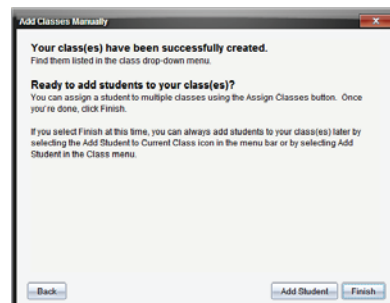 Add Classes Manually
Your class(es) have been successfully created.
Find them listed in the class drop-down menu.
Ready to add students to your class(es)?
You can assign a student to multiple classes using the Assign Classes button. Once
you're done, click Finish.
If you select Finish at this time, you can always add students to your class(es) later by
selecting the Add Student to Current Class icon in the menu bar or by selecting Add
Student in the Class menu.
Back
Add Student
Finish